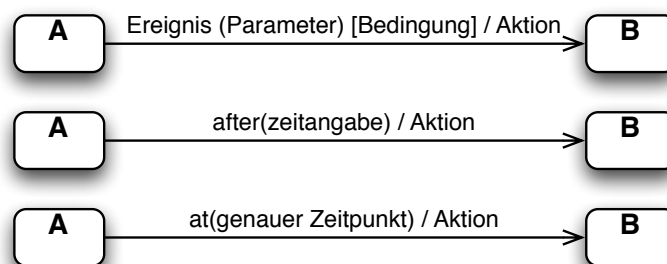 A Ereignis (Parameter) [Bedingung] / Aktion B
A after(zeitangabe) / Aktion B
A at(genauer Zeitpunkt) / Aktion B